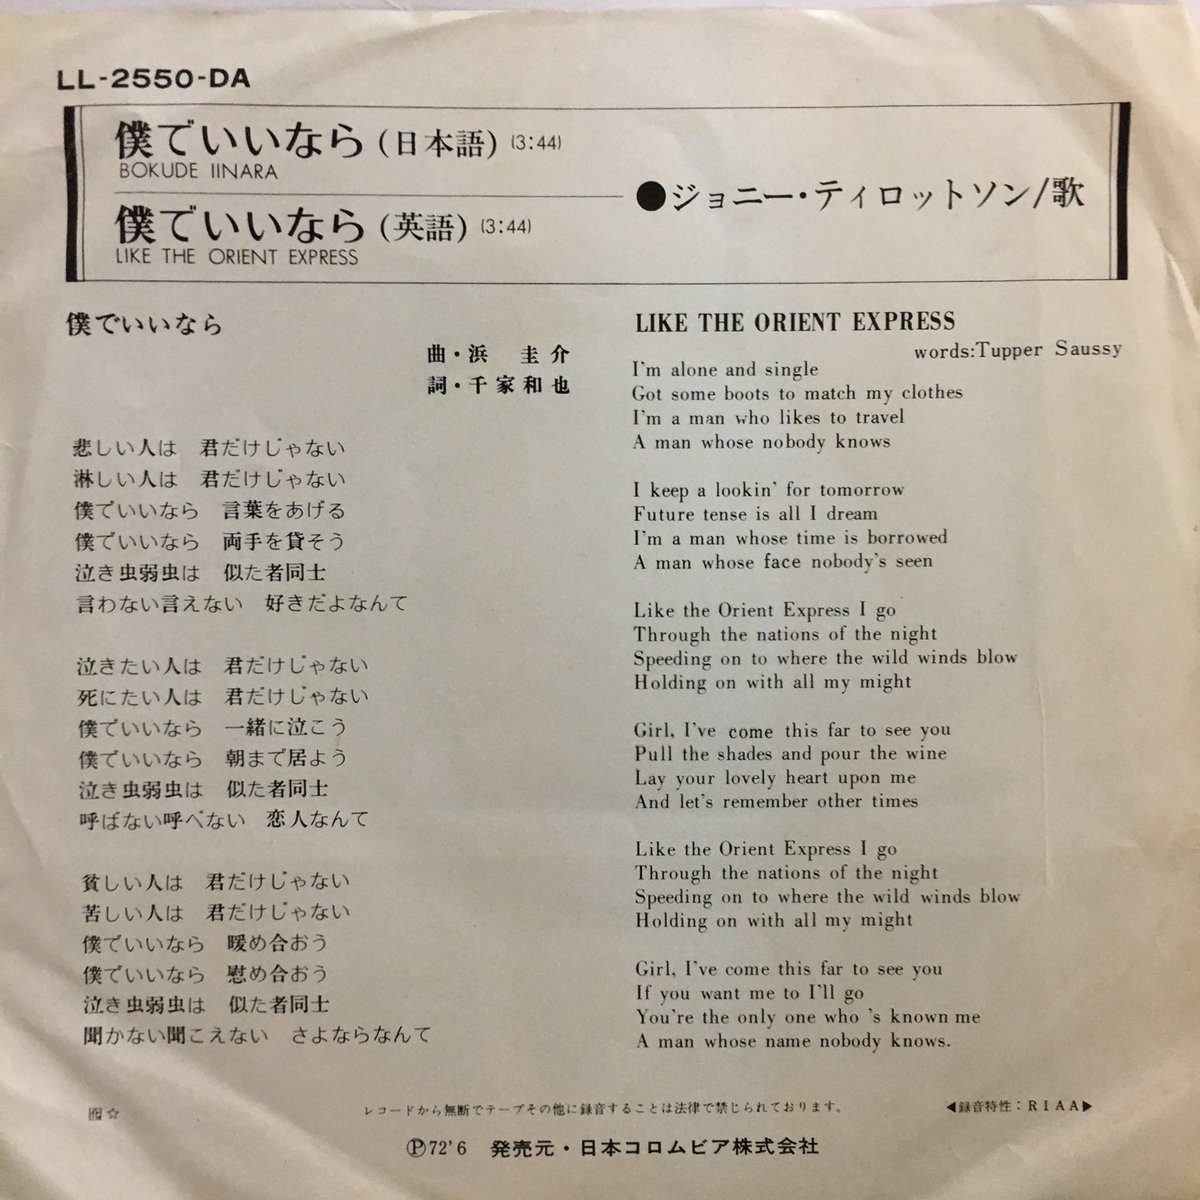 LL-2550-DA
僕でいいなら(日本語)(3:44)
BOKUDE IINARA
僕でいいなら(英語)(3:44)
LIKE THE ORIENT EXPRESS
●ジョニー・ティロットソン/歌
僕でいいなら
曲・浜 圭介
詞・千家和也
悲しい人は 君だけじゃない
淋しい人は 君だけじゃない
僕でいいなら 言葉をあげる
僕でいいなら 両手を貸そう
泣き虫弱虫は 似た者同士
言わない言えない 好きだよなんて
泣きたい人は 君だけじゃない
死にたい人は 君だけじゃない
僕でいいなら 一緒に泣こう
僕でいいなら 朝まで居よう
泣き虫弱虫は 似た者同士
呼ばない呼べない 恋人なんて
貧しい人は 君だけじゃない
苦しい人は 君だけじゃない
僕でいいなら 暖め合おう
僕でいいなら 慰め合おう
泣き虫弱虫は 似た者同士
聞かない聞こえない さよならなんて
LIKE THE ORIENT EXPRESS
words:Tupper Saussy
I'm alone and single
Got some boots to match my clothes
I'm a man who likes to travel
A man whose nobody knows
I keep a lookin' for tomorrow
Future tense is all I dream
I'm a man whose time is borrowed
A man whose face nobody's seen
Like the Orient Express I go
Through the nations of the night
Speeding on to where the wild winds blow
Holding on with all my might
Girl, I've come this far to see you
Pull the shades and pour the wine
Lay your lovely heart upon me
And let's remember other times
Like the Orient Express I go
Through the nations of the night
Speeding on to where the wild winds blow
Holding on with all my might
Girl, I've come this far to see you
If you want me to I'll go
You're the only one who 's known me
A man whose name nobody knows.
☆
レコードから無断でテープその他に録音することは法律で禁じられております。
◀録音特性:RIAA▶
Ⓟ72'6 発売元・日本コロムビア株式会社